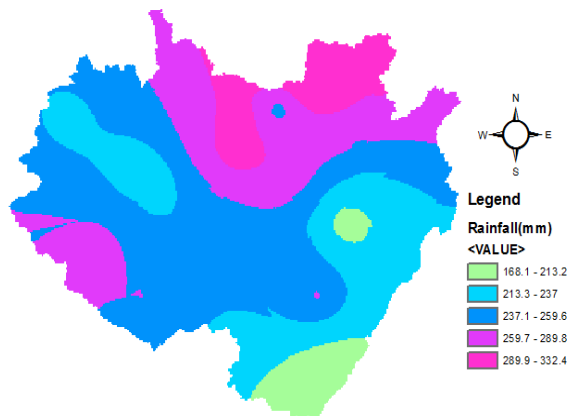 N
W E
S
Legend
Rainfall(mm)
<VALUE>
168.1 - 213.2
213.3 - 237
237.1 - 259.6
259.7 - 289.8
289.9 - 332.4